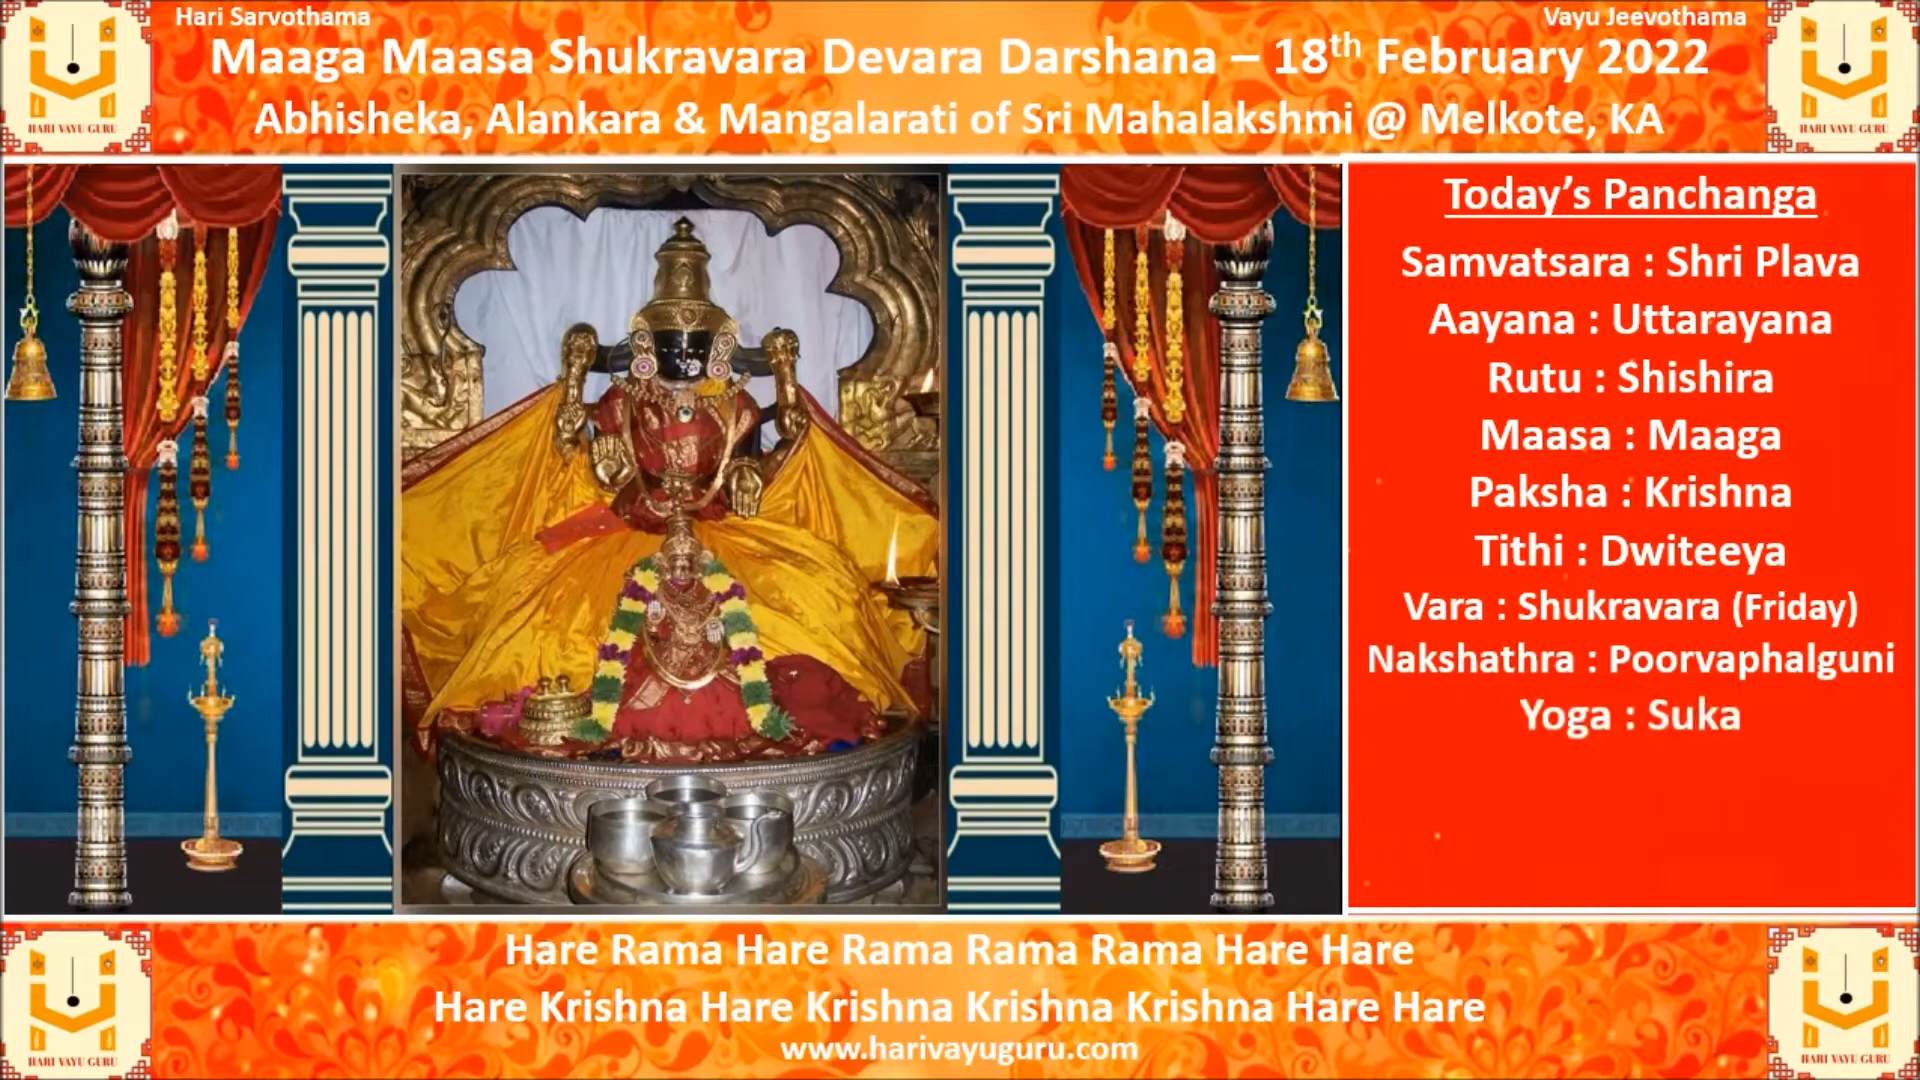 Hari Sarvothama
Vayu Jeevothama
Maaga Maasa Shukravara Devara Darshana – 18th February 2022
Abhisheka, Alankara & Mangalarati of Sri Mahalakshmi @ Melkote, KA
HARI VAYU GURU
HARI VAYU GURU
Today’s Panchanga
Samvatsara : Shri Plava
Aayana : Uttarayana
Rutu : Shishira
Maasa : Maaga
Paksha : Krishna
Tithi : Dwiteeya
Vara : Shukravara (Friday)
Nakshathra : Poorvaphalguni
Yoga : Suka
Hare Rama Hare Rama Rama Rama Hare Hare
Hare Krishna Hare Krishna Krishna Krishna Hare Hare
www.harivayuguru.com
HARI VAYU GURU
HARI VAYU GURU